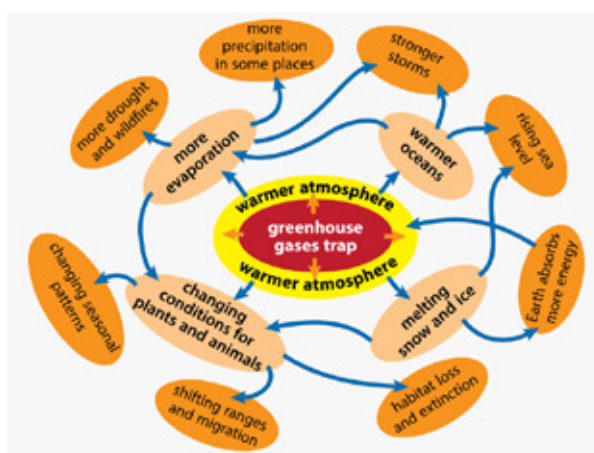 more
precipitation
in some places
stronger
storms
more drought
and wildfires
more
evaporation
warmer
oceans
rising sea
level
warmer atmosphere
greenhouse
gases trap
warmer atmosphere
changing seasonal
patterns
changing
conditions for
plants and animals
melting
snow and ice
Earth absorbs
more energy
shifting ranges
and migration
habitat loss
and extinction